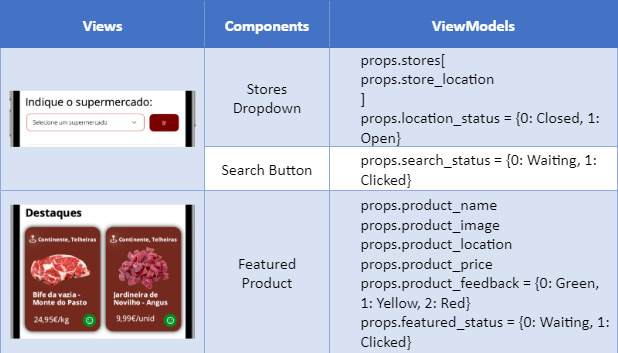 Views
Components
ViewModels
Indique o supermercado:
Selecione um supermercado
Stores
Dropdown
props.stores[
props.store_location
]
props.location_status = {0: Closed, 1:
Open}
Search Button
props.search_status = {0: Waiting, 1:
Clicked}
Destaques
Continente, Telheiras
Bife da vazia -
Monte do Pasto
24,95€/kg
Continente, Telheiras
Jardineira de
Novilho - Angus
9,99€/unid
Featured
Product
props.product_name
props.product_image
props.product_location
props.product_price
props.product_feedback = {0: Green,
1: Yellow, 2: Red}
props.featured_status = {0: Waiting, 1:
Clicked}